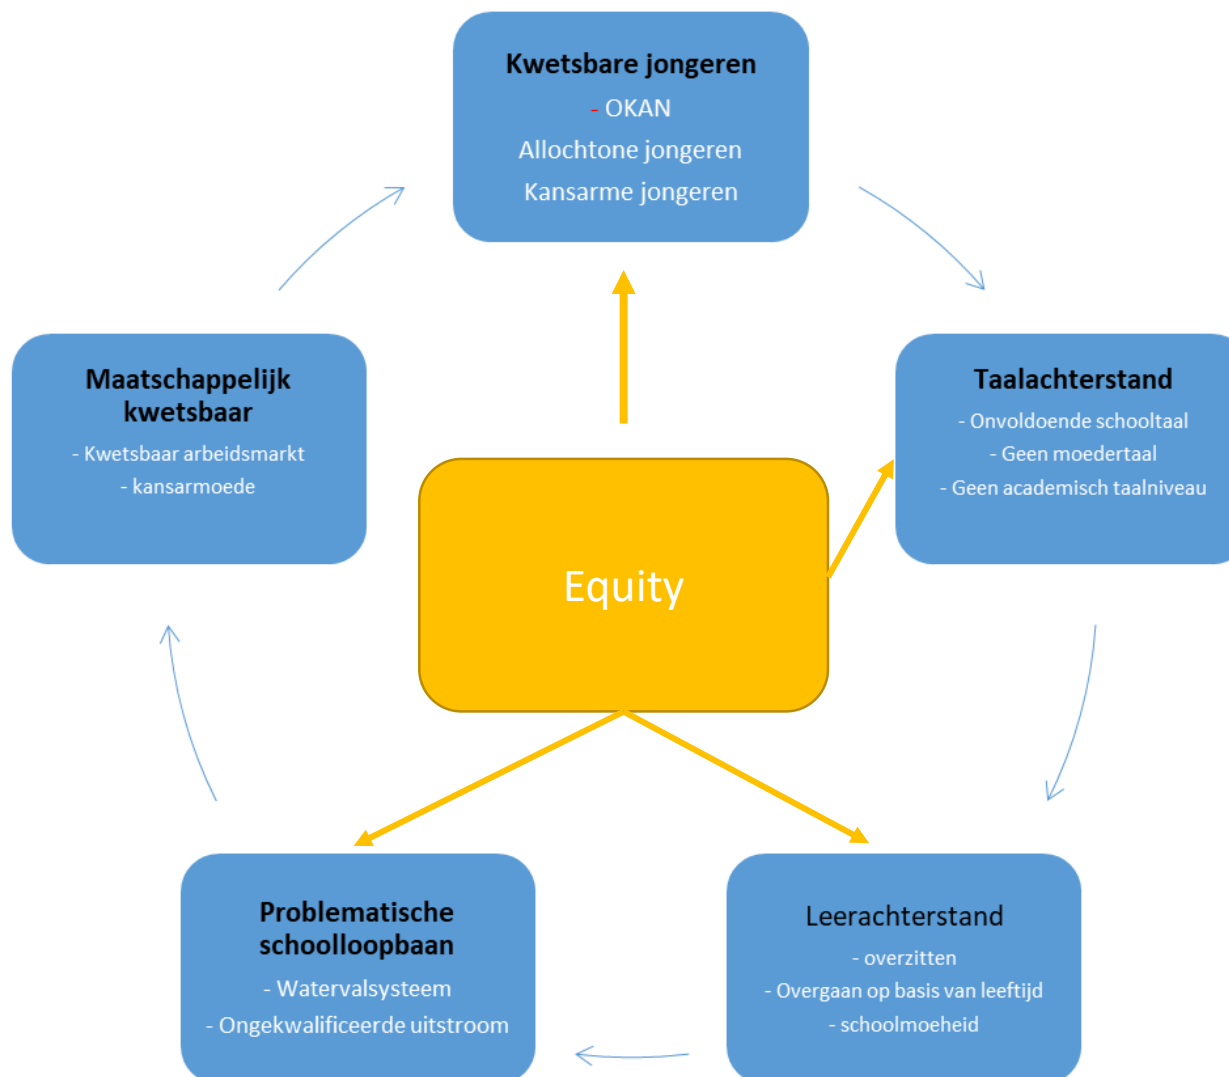 Kwetsbare jongeren
- OKAN
Allochtone jongeren
Kansarme jongeren
Taalachterstand
- Onvoldoende schooltaal
- Geen moedertaal
- Geen academisch taalniveau
Leerachterstand
- overzitten
- Overgaan op basis van leeftijd
- schoolmoeheid
Problematische
schoolloopbaan
- Watervalsysteem
- Ongekwalificeerde uitstroom
Maatschappelijk
kwetsbaar
- Kwetsbaar arbeidsmarkt
- kansarmoede
Equity